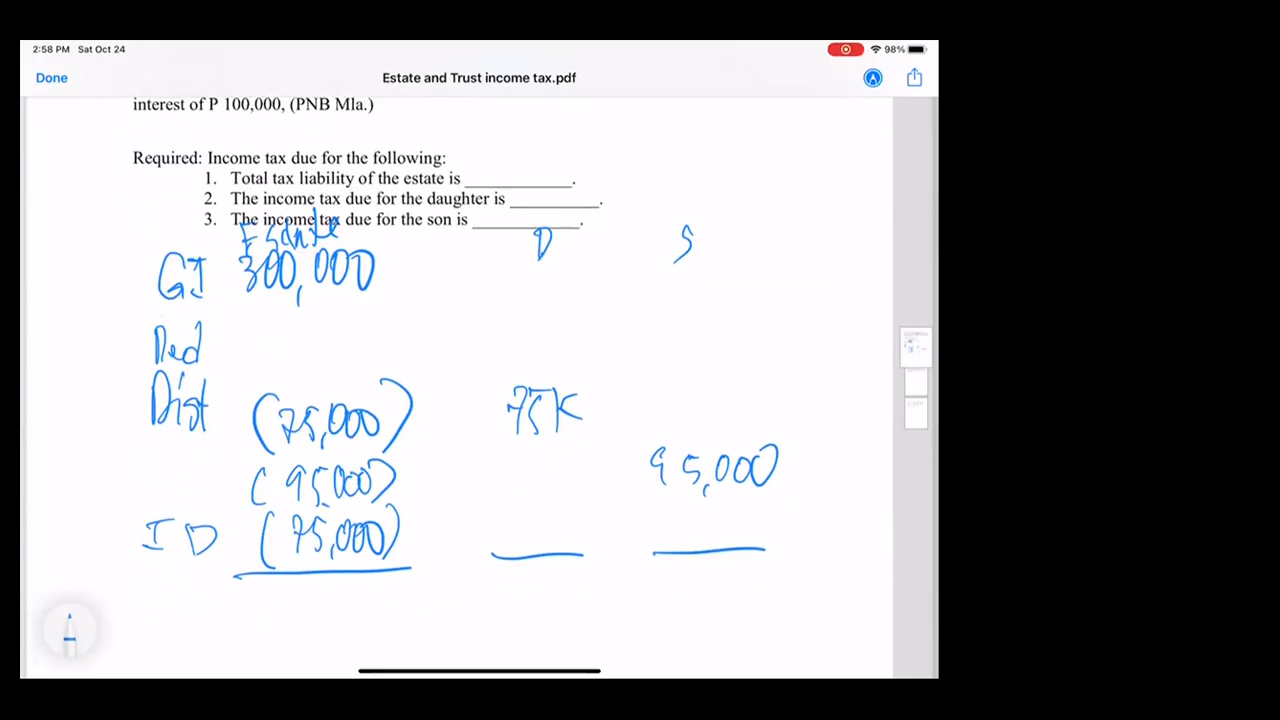 2:58 PM Sat Oct 24
98%
Done
Estate and Trust income tax.pdf
interest of P 100,000, (PNB Mla.)
Required: Income tax due for the following:
1. Total tax liability of the estate is ____________.
2. The income tax due for the daughter is __________.
3. The income tax due for the son is ____________.
Estate D S
GI 300,000
Ded
Dist (75,000) 75K
(95,000) 95,000
ID (75,000)